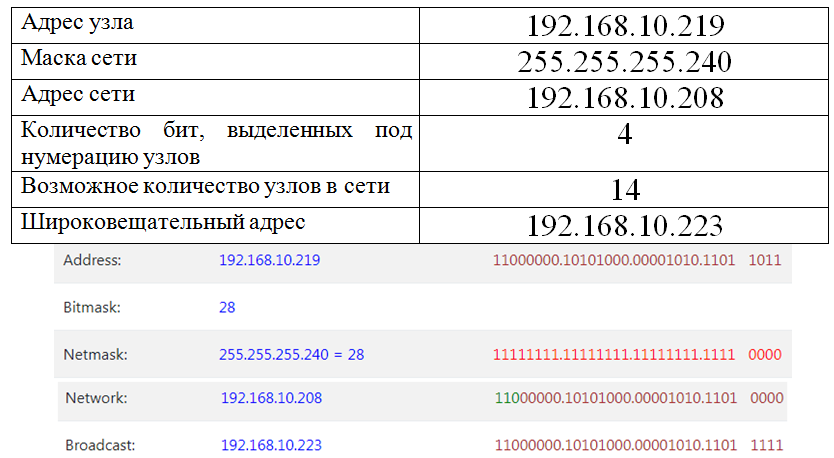 Адрес узла 192.168.10.219
Маска сети 255.255.255.240
Адрес сети 192.168.10.208
Количество бит, выделенных под 4
нумерацию узлов
Возможное количество узлов в сети 14
Широковещательный адрес 192.168.10.223
Address: 192.168.10.219 11000000.10101000.00001010.1101 1011
Bitmask: 28
Netmask: 255.255.255.240 = 28 11111111.11111111.11111111.1111 0000
Network: 192.168.10.208 11000000.10101000.00001010.1101 0000
Broadcast: 192.168.10.223 11000000.10101000.00001010.1101 1111